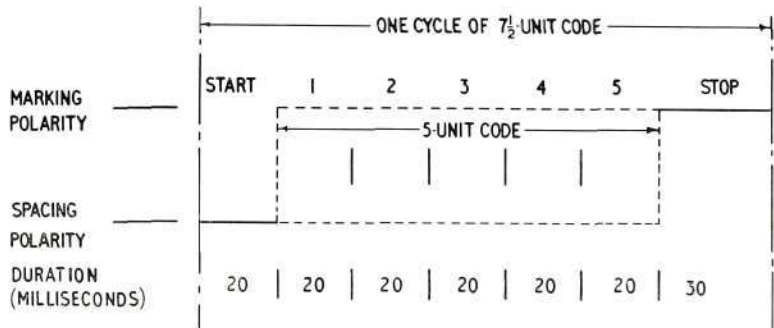 ONE CYCLE OF 7½-UNIT CODE
START 1 2 3 4 5 STOP
MARKING
POLARITY
5-UNIT CODE
SPACING
POLARITY
DURATION
(MILLISECONDS)
20 20 20 20 20 20 30